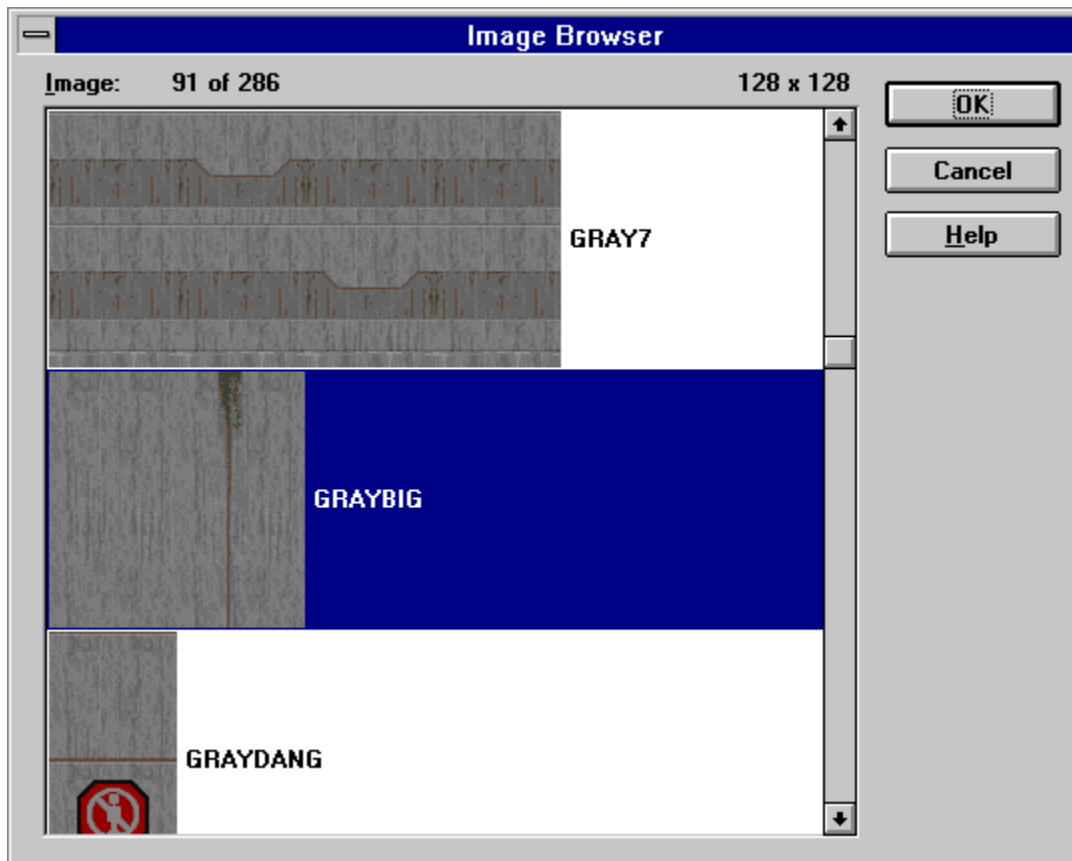 Image Browser
Image: 91 of 286 128 x 128
OK
Cancel
Help
GRAY7
GRAYBIG
GRAYDANG